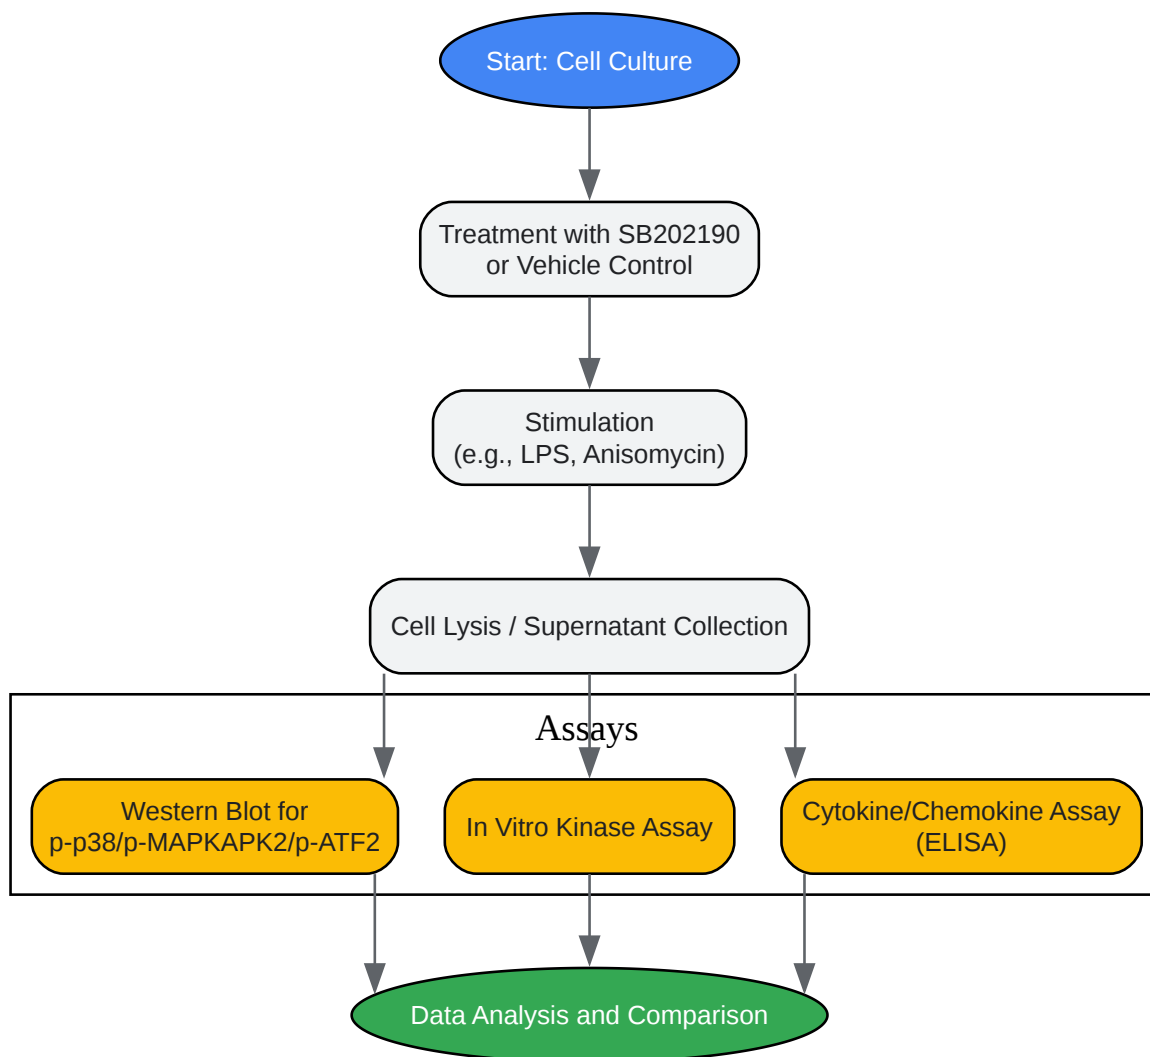 Start: Cell Culture
Treatment with SB202190
or Vehicle Control
Stimulation
(e.g., LPS, Anisomycin)
Cell Lysis / Supernatant Collection
Assays
Western Blot for
p-p38/p-MAPKAPK2/p-ATF2
In Vitro Kinase Assay
Cytokine/Chemokine Assay
(ELISA)
Data Analysis and Comparison